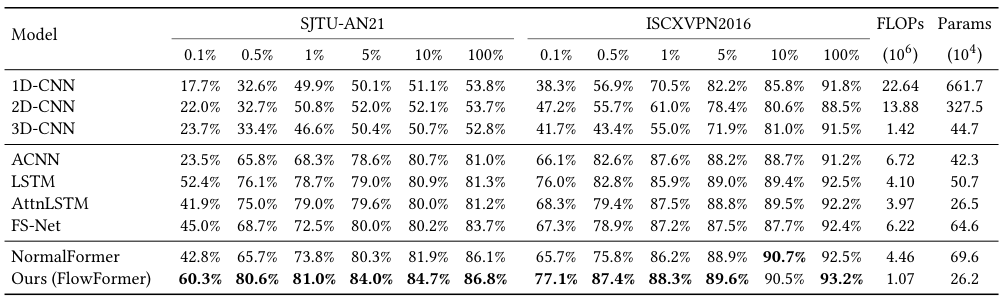 Model SJTU-AN21 ISCXVPN2016 FLOPs Params
0.1% 0.5% 1% 5% 10% 100% 0.1% 0.5% 1% 5% 10% 100% (10⁶) (10⁴)
1D-CNN 17.7% 32.6% 49.9% 50.1% 51.1% 53.8% 38.3% 56.9% 70.5% 82.2% 85.8% 91.8% 22.64 661.7
2D-CNN 22.0% 32.7% 50.8% 52.0% 52.1% 53.7% 47.2% 55.7% 61.0% 78.4% 80.6% 88.5% 13.88 327.5
3D-CNN 23.7% 33.4% 46.6% 50.4% 50.7% 52.8% 41.7% 43.4% 55.0% 71.9% 81.0% 91.5% 1.42 44.7
ACNN 23.5% 65.8% 68.3% 78.6% 80.7% 81.0% 66.1% 82.6% 87.6% 88.2% 88.7% 91.2% 6.72 42.3
LSTM 52.4% 76.1% 78.7% 79.0% 80.9% 81.3% 76.0% 82.8% 85.9% 89.0% 89.4% 92.5% 4.10 50.7
AttnLSTM 41.9% 75.0% 79.0% 79.6% 80.0% 81.2% 68.3% 79.4% 87.5% 88.8% 89.5% 92.2% 3.97 26.5
FS-Net 45.0% 68.7% 72.5% 80.0% 80.2% 83.7% 67.3% 78.9% 87.2% 87.5% 87.7% 92.4% 6.22 64.6
NormalFormer 42.8% 65.7% 73.8% 80.3% 81.9% 86.1% 65.7% 75.8% 86.2% 88.9% 90.7% 92.5% 4.46 69.6
Ours (FlowFormer) 60.3% 80.6% 81.0% 84.0% 84.7% 86.8% 77.1% 87.4% 88.3% 89.6% 90.5% 93.2% 1.07 26.2